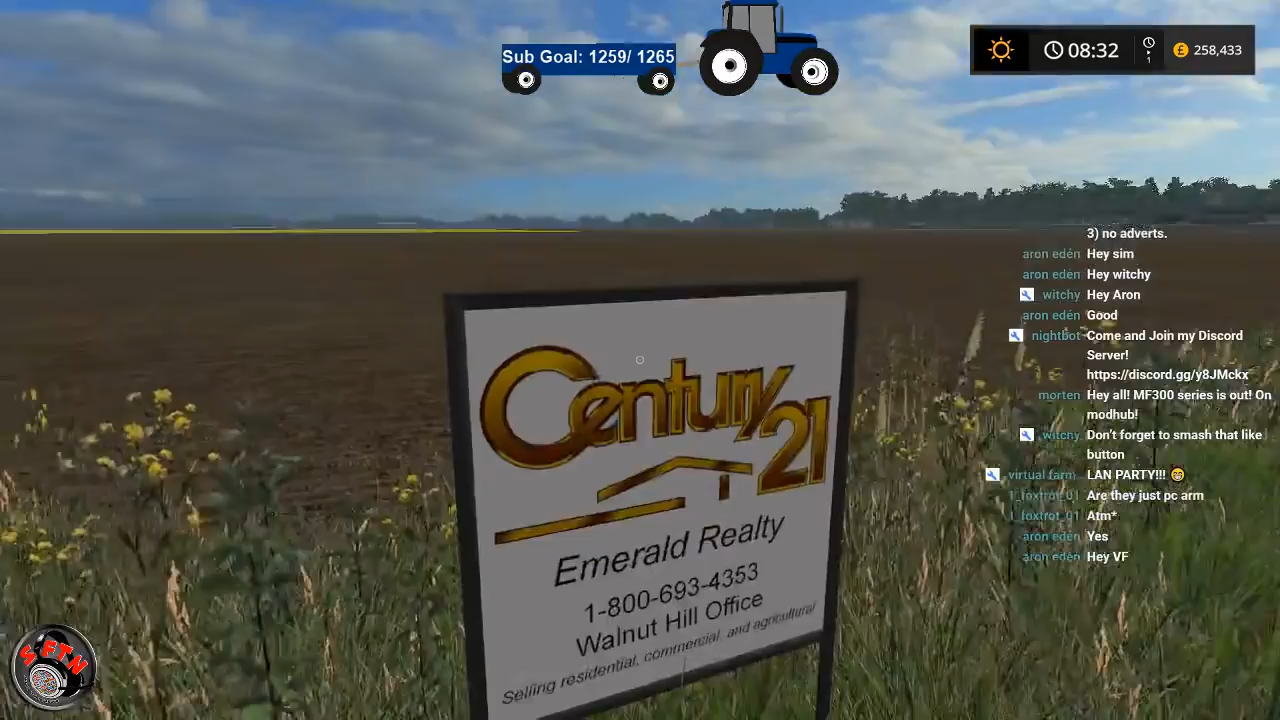 Sub Goal: 1259/ 1265
08:32
1
258,433
3) no adverts.
aron edén Hey sim
aron edén Hey witchy
witchy Hey Aron
aron edén Good
nightbot Come and Join my Discord
Server!
https://discord.gg/y8JMckx
morten Hey all! MF300 series is out! On
modhub!
witchy Don't forget to smash that like
button
virtual farm LAN PARTY!!! 😁
l_foxtrot_01 Are they just pc arm
l_foxtrot_01 Atm*
aron edén Yes
aron edén Hey VF
Century 21
Emerald Realty
1-800-693-4353
Walnut Hill Office
Selling residential, commercial, and agricultural